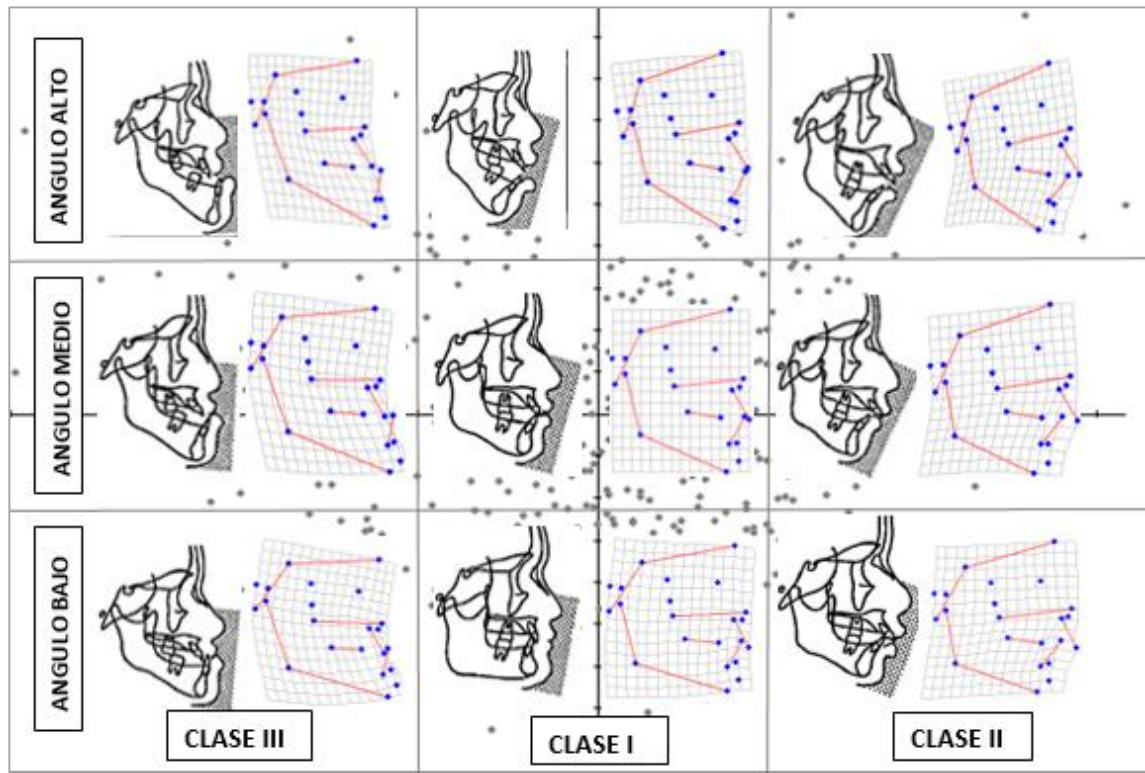 ANGULO ALTO
ANGULO MEDIO
ANGULO BAJO
CLASE III
CLASE I
CLASE II